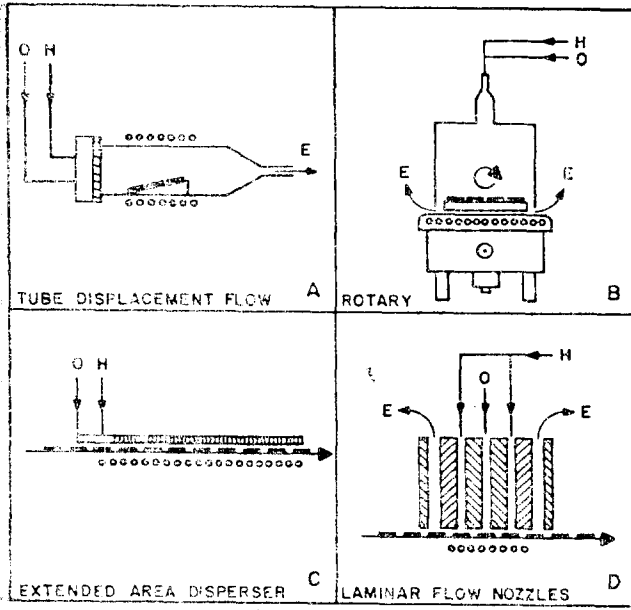 O H
E
TUBE DISPLACEMENT FLOW A
H
O
E E
ROTARY B
O H
EXTENDED AREA DISPERSER C
H
O
E E
LAMINAR FLOW NOZZLES D